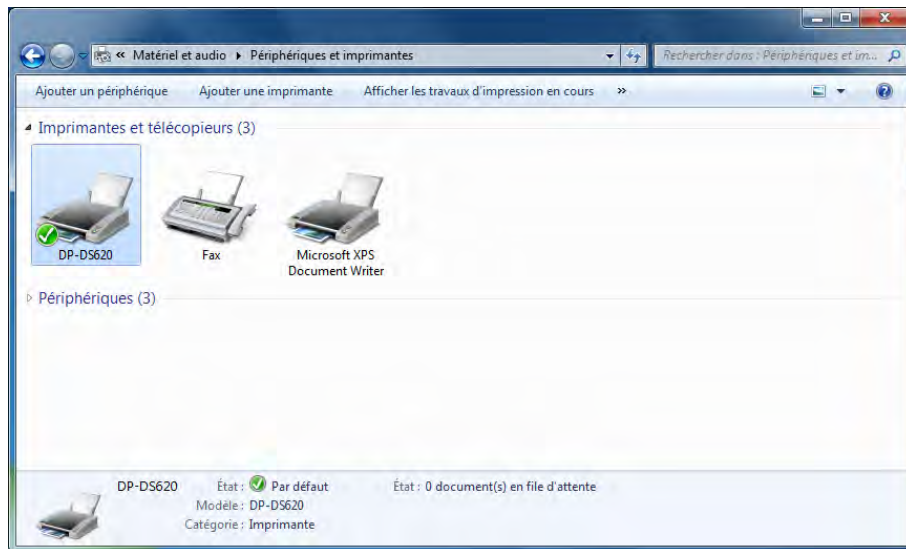 « Matériel et audio ▸ Périphériques et imprimantes
Rechercher dans : Périphériques et im...
Ajouter un périphérique Ajouter une imprimante Afficher les travaux d'impression en cours »
Imprimantes et télécopieurs (3)
DP-DS620 Fax Microsoft XPS
Document Writer
Périphériques (3)
DP-DS620 État : Par défaut État : 0 document(s) en file d'attente
Modèle : DP-DS620
Catégorie : Imprimante